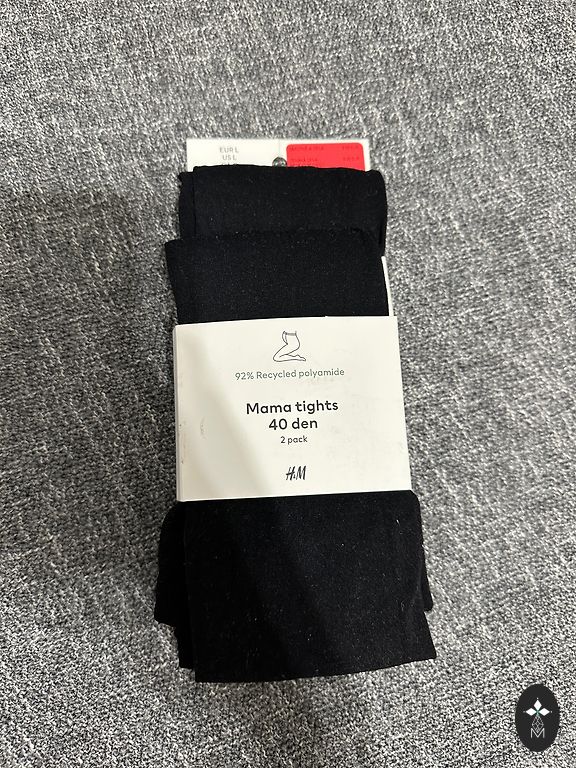 EUR L
US L
92% Recycled polyamide
Mama tights
40 den
2 pack
H&M
M